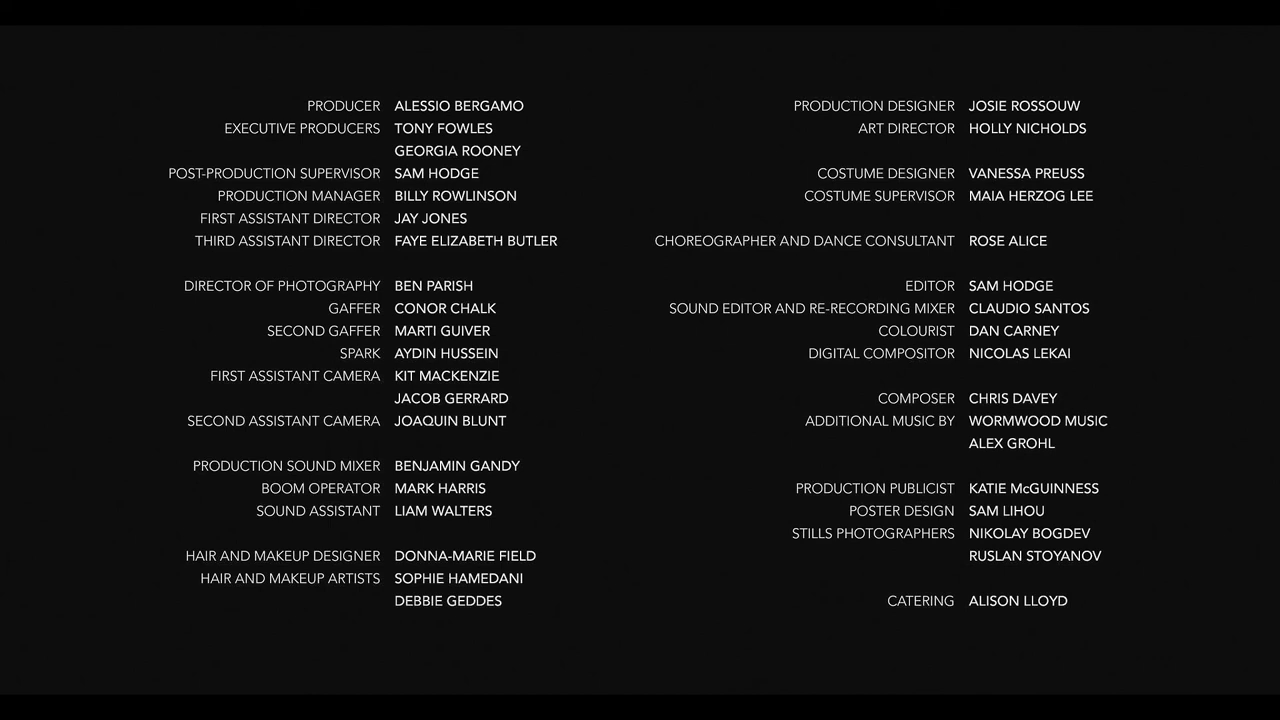 PRODUCER ALESSIO BERGAMO
EXECUTIVE PRODUCERS TONY FOWLES
GEORGIA ROONEY
POST-PRODUCTION SUPERVISOR SAM HODGE
PRODUCTION MANAGER BILLY ROWLINSON
FIRST ASSISTANT DIRECTOR JAY JONES
THIRD ASSISTANT DIRECTOR FAYE ELIZABETH BUTLER
DIRECTOR OF PHOTOGRAPHY BEN PARISH
GAFFER CONOR CHALK
SECOND GAFFER MARTI GUIVER
SPARK AYDIN HUSSEIN
FIRST ASSISTANT CAMERA KIT MACKENZIE
JACOB GERRARD
SECOND ASSISTANT CAMERA JOAQUIN BLUNT
PRODUCTION SOUND MIXER BENJAMIN GANDY
BOOM OPERATOR MARK HARRIS
SOUND ASSISTANT LIAM WALTERS
HAIR AND MAKEUP DESIGNER DONNA-MARIE FIELD
HAIR AND MAKEUP ARTISTS SOPHIE HAMEDANI
DEBBIE GEDDES
PRODUCTION DESIGNER JOSIE ROSSOUW
ART DIRECTOR HOLLY NICHOLDS
COSTUME DESIGNER VANESSA PREUSS
COSTUME SUPERVISOR MAIA HERZOG LEE
CHOREOGRAPHER AND DANCE CONSULTANT ROSE ALICE
EDITOR SAM HODGE
SOUND EDITOR AND RE-RECORDING MIXER CLAUDIO SANTOS
COLOURIST DAN CARNEY
DIGITAL COMPOSITOR NICOLAS LEKAI
COMPOSER CHRIS DAVEY
ADDITIONAL MUSIC BY WORMWOOD MUSIC
ALEX GROHL
PRODUCTION PUBLICIST KATIE McGUINNESS
POSTER DESIGN SAM LIHOU
STILLS PHOTOGRAPHERS NIKOLAY BOGDEV
RUSLAN STOYANOV
CATERING ALISON LLOYD